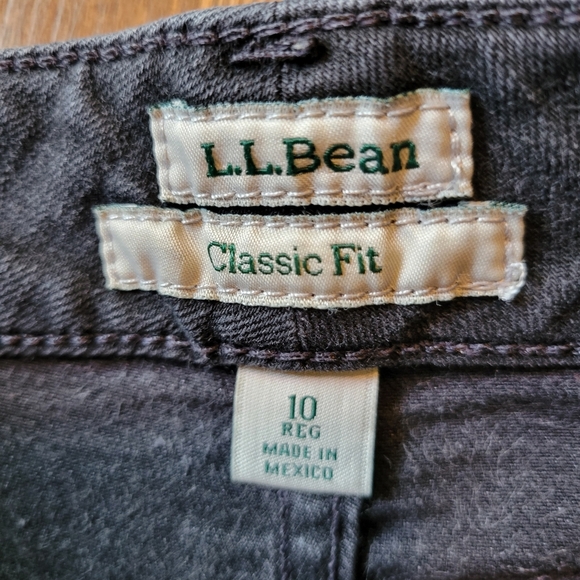 L.L.Bean
Classic Fit
10
REG
MADE IN
MEXICO